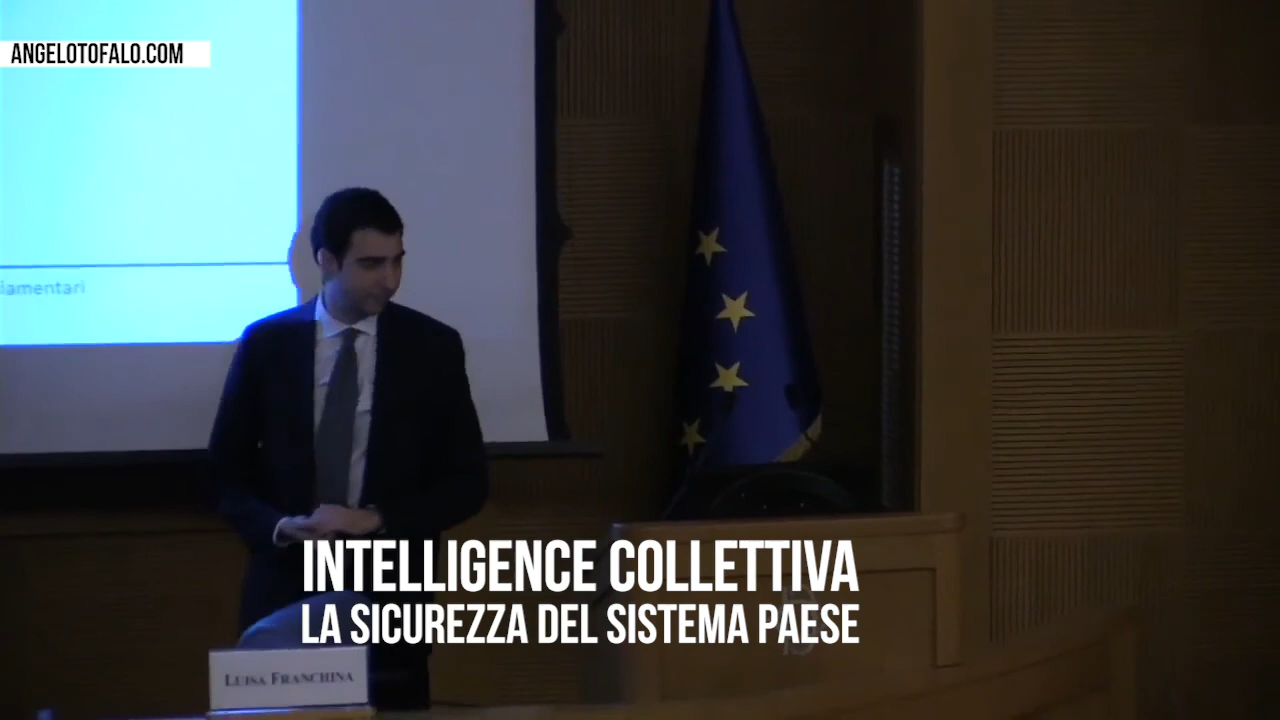 ANGELOTOFALO.COM
lamentari
INTELLIGENCE COLLETTIVA
LA SICUREZZA DEL SISTEMA PAESE
LUISA FRANCHINA